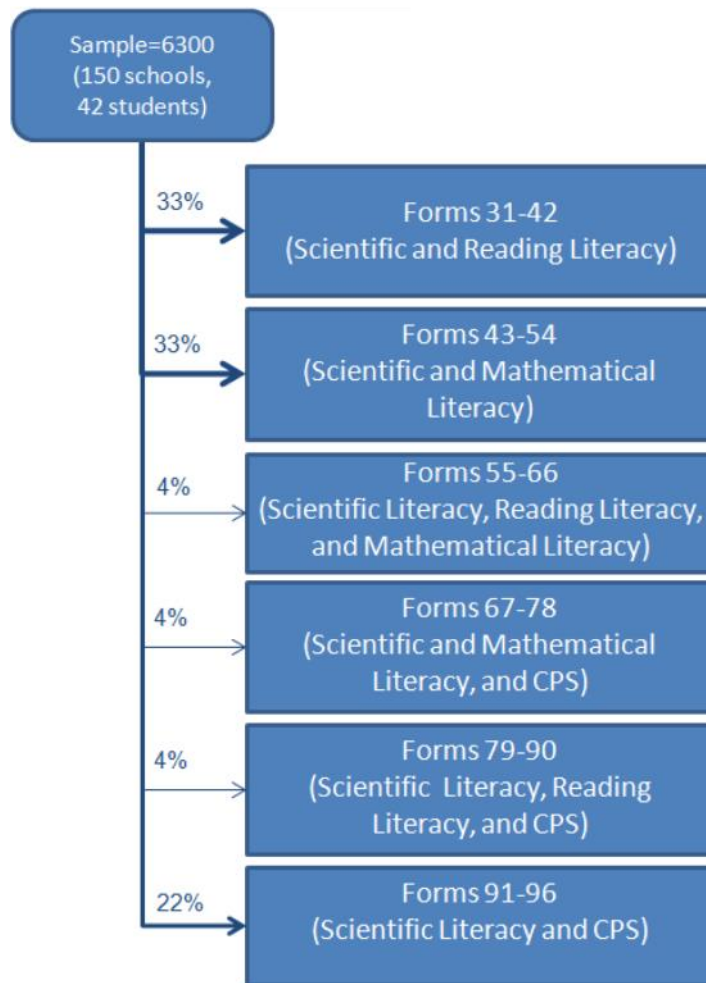 Sample=6300
(150 schools,
42 students)
33%
Forms 31-42
(Scientific and Reading Literacy)
33%
Forms 43-54
(Scientific and Mathematical
Literacy)
4%
Forms 55-66
(Scientific Literacy, Reading Literacy,
and Mathematical Literacy)
4%
Forms 67-78
(Scientific and Mathematical
Literacy, and CPS)
4%
Forms 79-90
(Scientific Literacy, Reading
Literacy, and CPS)
22%
Forms 91-96
(Scientific Literacy and CPS)